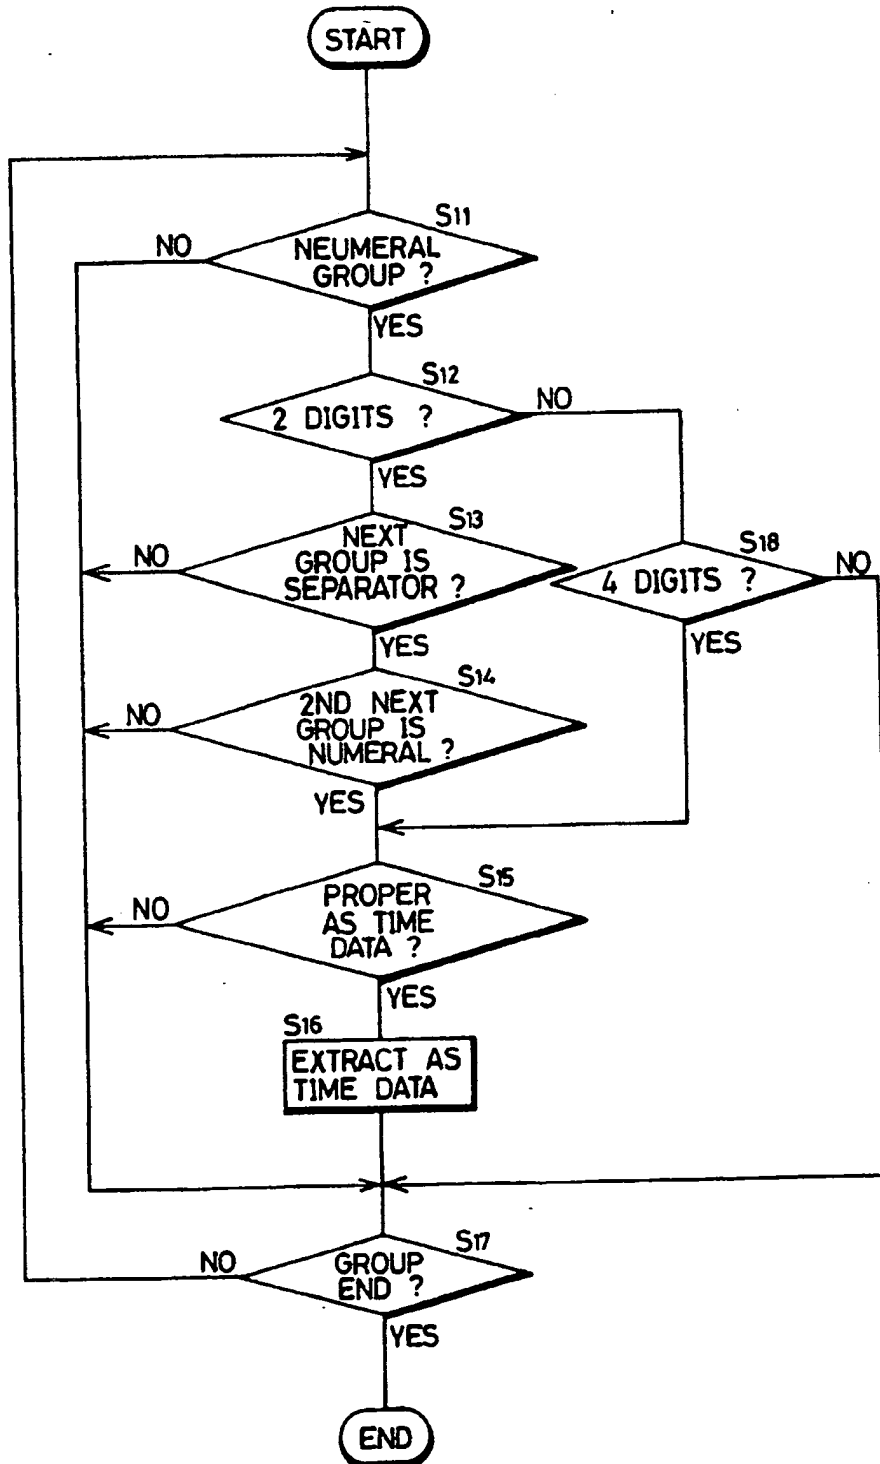 START
S11
NO
NEUMERAL
GROUP ?
YES
S12
2 DIGITS ?
NO
YES
S13
NEXT
GROUP IS
SEPARATOR ?
NO
S18
4 DIGITS ?
NO
YES
YES
S14
2ND NEXT
GROUP IS
NUMERAL ?
NO
YES
S15
PROPER
AS TIME
DATA ?
NO
YES
S16
EXTRACT AS
TIME DATA
S17
NO
GROUP
END ?
YES
END